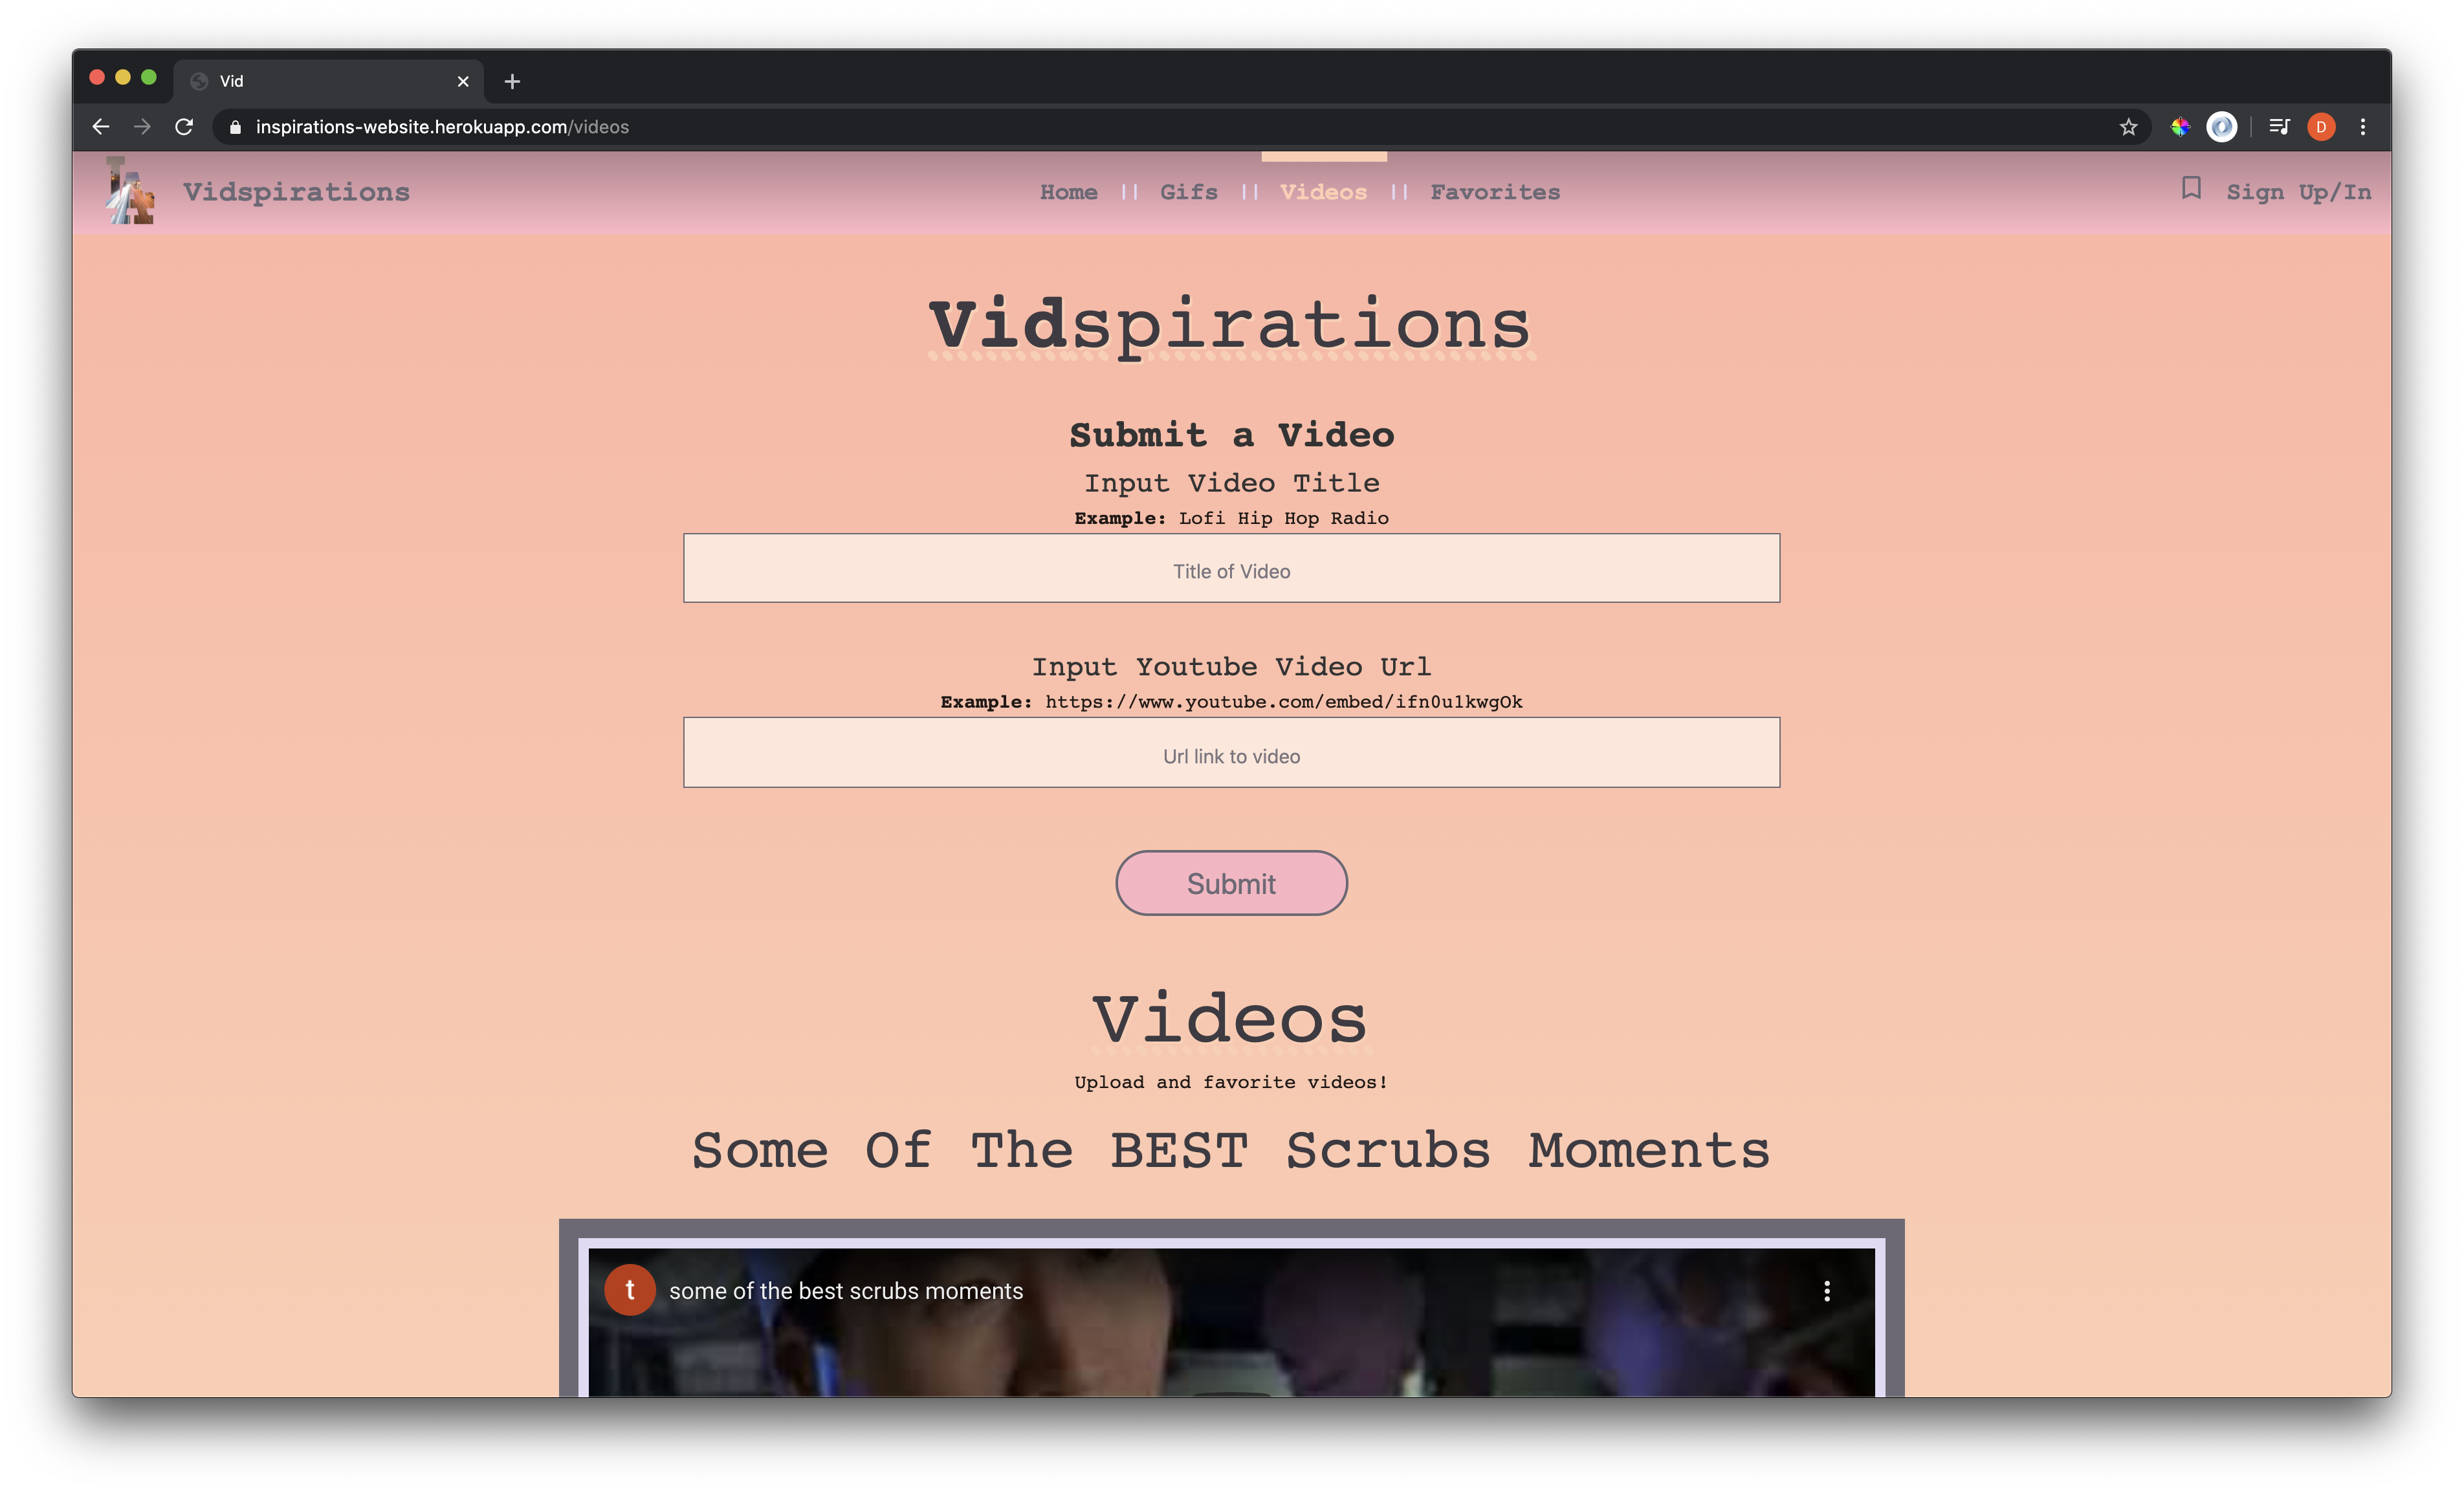 Vid
inspirations-website.herokuapp.com/videos
D
IA
Vidspirations
Home || Gifs || Videos || Favorites
Sign Up/In
Vidspirations
Submit a Video
Input Video Title
Example: Lofi Hip Hop Radio
Title of Video
Input Youtube Video Url
Example: https://www.youtube.com/embed/ifn0u1kwgOk
Url link to video
Submit
Videos
Upload and favorite videos!
Some Of The BEST Scrubs Moments
t some of the best scrubs moments